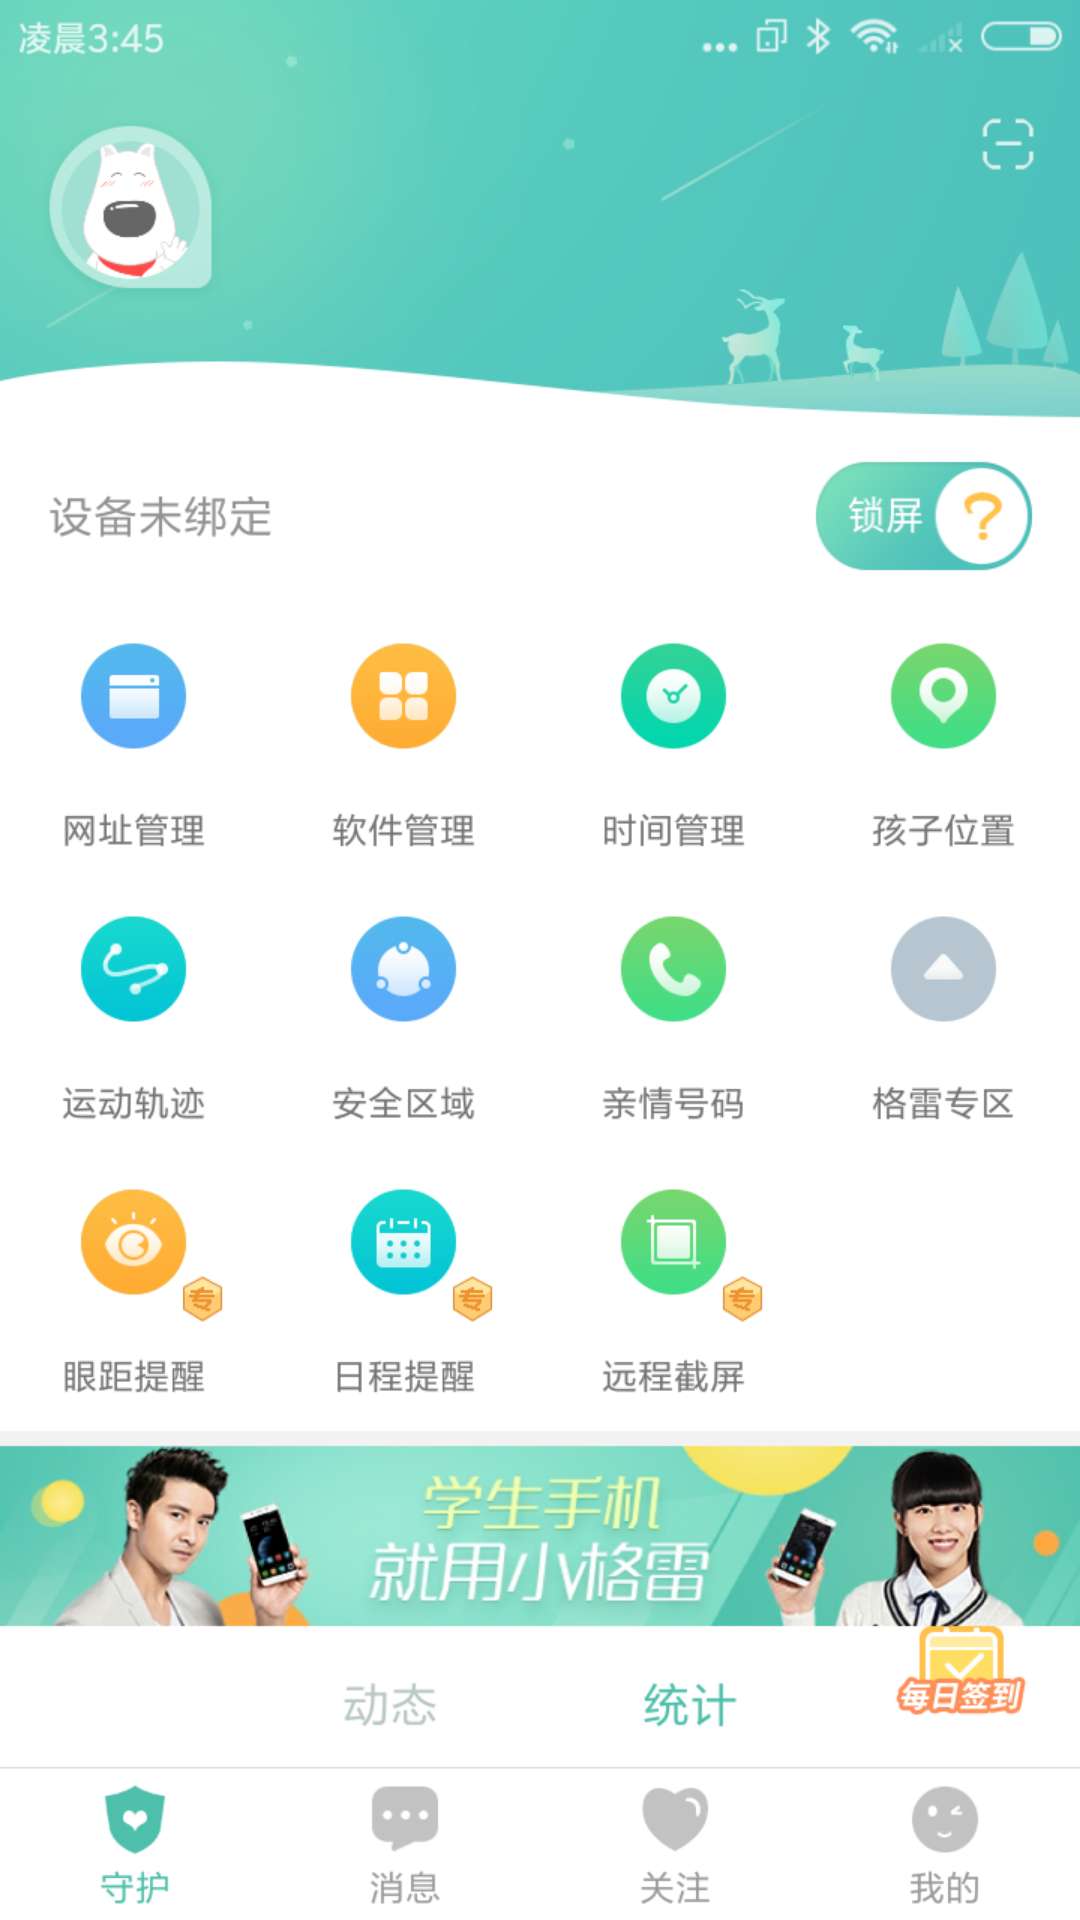 凌晨3:45
设备未绑定
锁屏
网址管理 软件管理 时间管理 孩子位置
运动轨迹 安全区域 亲情号码 格雷专区
专 专 专
眼距提醒 日程提醒 远程截屏
学生手机
就用小格雷
动态 统计 每日签到
守护 消息 关注 我的